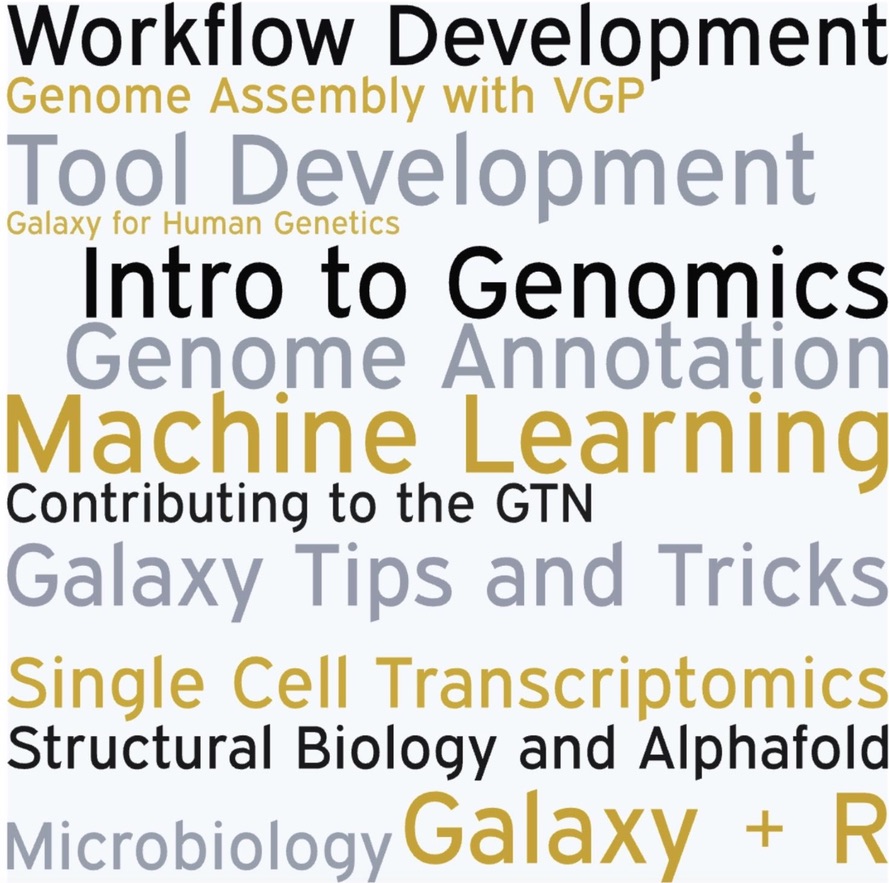 Workflow Development
Genome Assembly with VGP
Tool Development
Galaxy for Human Genetics
Intro to Genomics
Genome Annotation
Machine Learning
Contributing to the GTN
Galaxy Tips and Tricks
Single Cell Transcriptomics
Structural Biology and Alphafold
Microbiology Galaxy + R